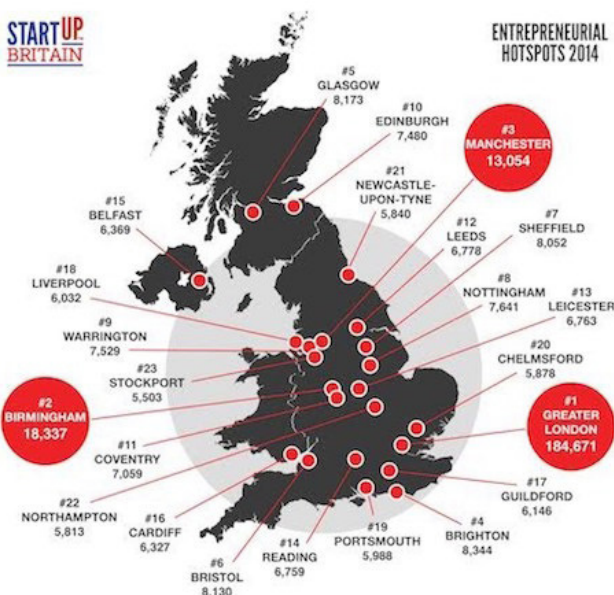 STARTUP
BRITAIN
ENTREPRENEURIAL
HOTSPOTS 2014
#5
GLASGOW
8,173
#10
EDINBURGH
7,480
#3
MANCHESTER
13,054
#21
NEWCASTLE-
UPON-TYNE
5,840
#15
BELFAST
6,369
#12
LEEDS
6,778
#7
SHEFFIELD
8,052
#18
LIVERPOOL
6,032
#8
NOTTINGHAM
7,641
#13
LEICESTER
6,763
#9
WARRINGTON
7,529
#20
CHELMSFORD
5,878
#23
STOCKPORT
5,503
#2
BIRMINGHAM
18,337
#1
GREATER
LONDON
184,671
#11
COVENTRY
7,059
#22
NORTHAMPTON
5,813
#16
CARDIFF
6,327
#6
BRISTOL
8,130
#14
READING
6,759
#19
PORTSMOUTH
5,988
#4
BRIGHTON
8,344
#17
GUILDFORD
6,146